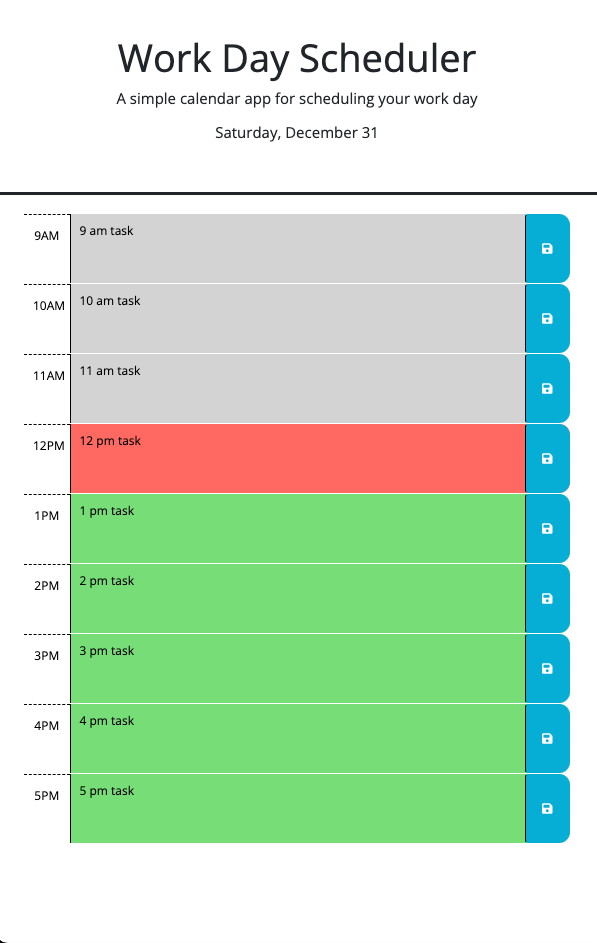 Work Day Scheduler
A simple calendar app for scheduling your work day
Saturday, December 31
9AM 9 am task
10AM 10 am task
11AM 11 am task
12PM 12 pm task
1PM 1 pm task
2PM 2 pm task
3PM 3 pm task
4PM 4 pm task
5PM 5 pm task